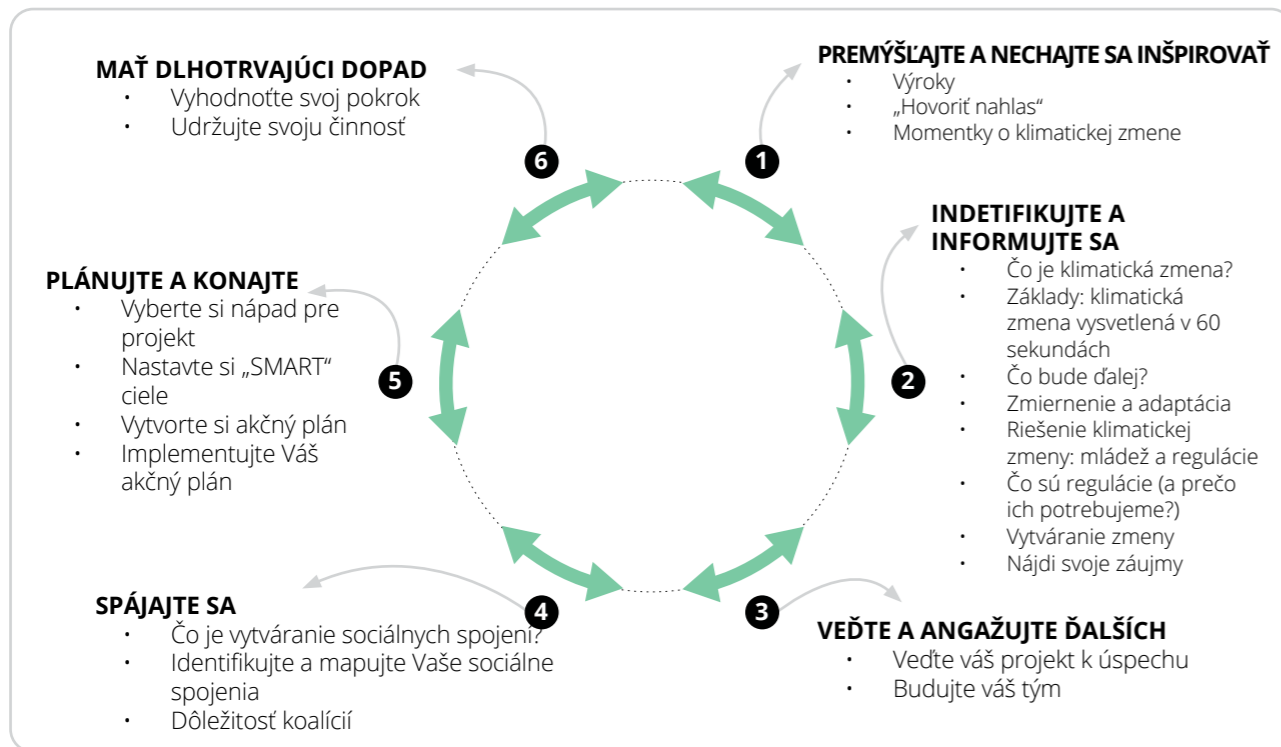 PREMÝŠĽAJTE A NECHAJTE SA INŠPIROVAŤ
• Výroky
• „Hovoriť nahlas“
• Momentky o klimatickej zmene
1
INDETIFIKUJTE A
INFORMUJTE SA
• Čo je klimatická zmena?
• Základy: klimatická
zmena vysvetlená v 60
sekundách
• Čo bude ďalej?
• Zmiernenie a adaptácia
• Riešenie klimatickej
zmeny: mládež a regulácie
• Čo sú regulácie (a prečo
ich potrebujeme?)
• Vytváranie zmeny
• Nájdi svoje záujmy
2
VEĎTE A ANGAŽUJTE ĎALŠÍCH
• Veďte váš projekt k úspechu
• Budujte váš tým
3
SPÁJAJTE SA
• Čo je vytváranie sociálnych spojení?
• Identifikujte a mapujte Vaše sociálne
spojenia
• Dôležitosť koalícií
4
PLÁNUJTE A KONAJTE
• Vyberte si nápad pre
projekt
• Nastavte si „SMART“
ciele
• Vytvorte si akčný plán
• Implementujte Váš
akčný plán
5
MAŤ DLHOTRVAJÚCI DOPAD
• Vyhodnoťte svoj pokrok
• Udržujte svoju činnosť
6